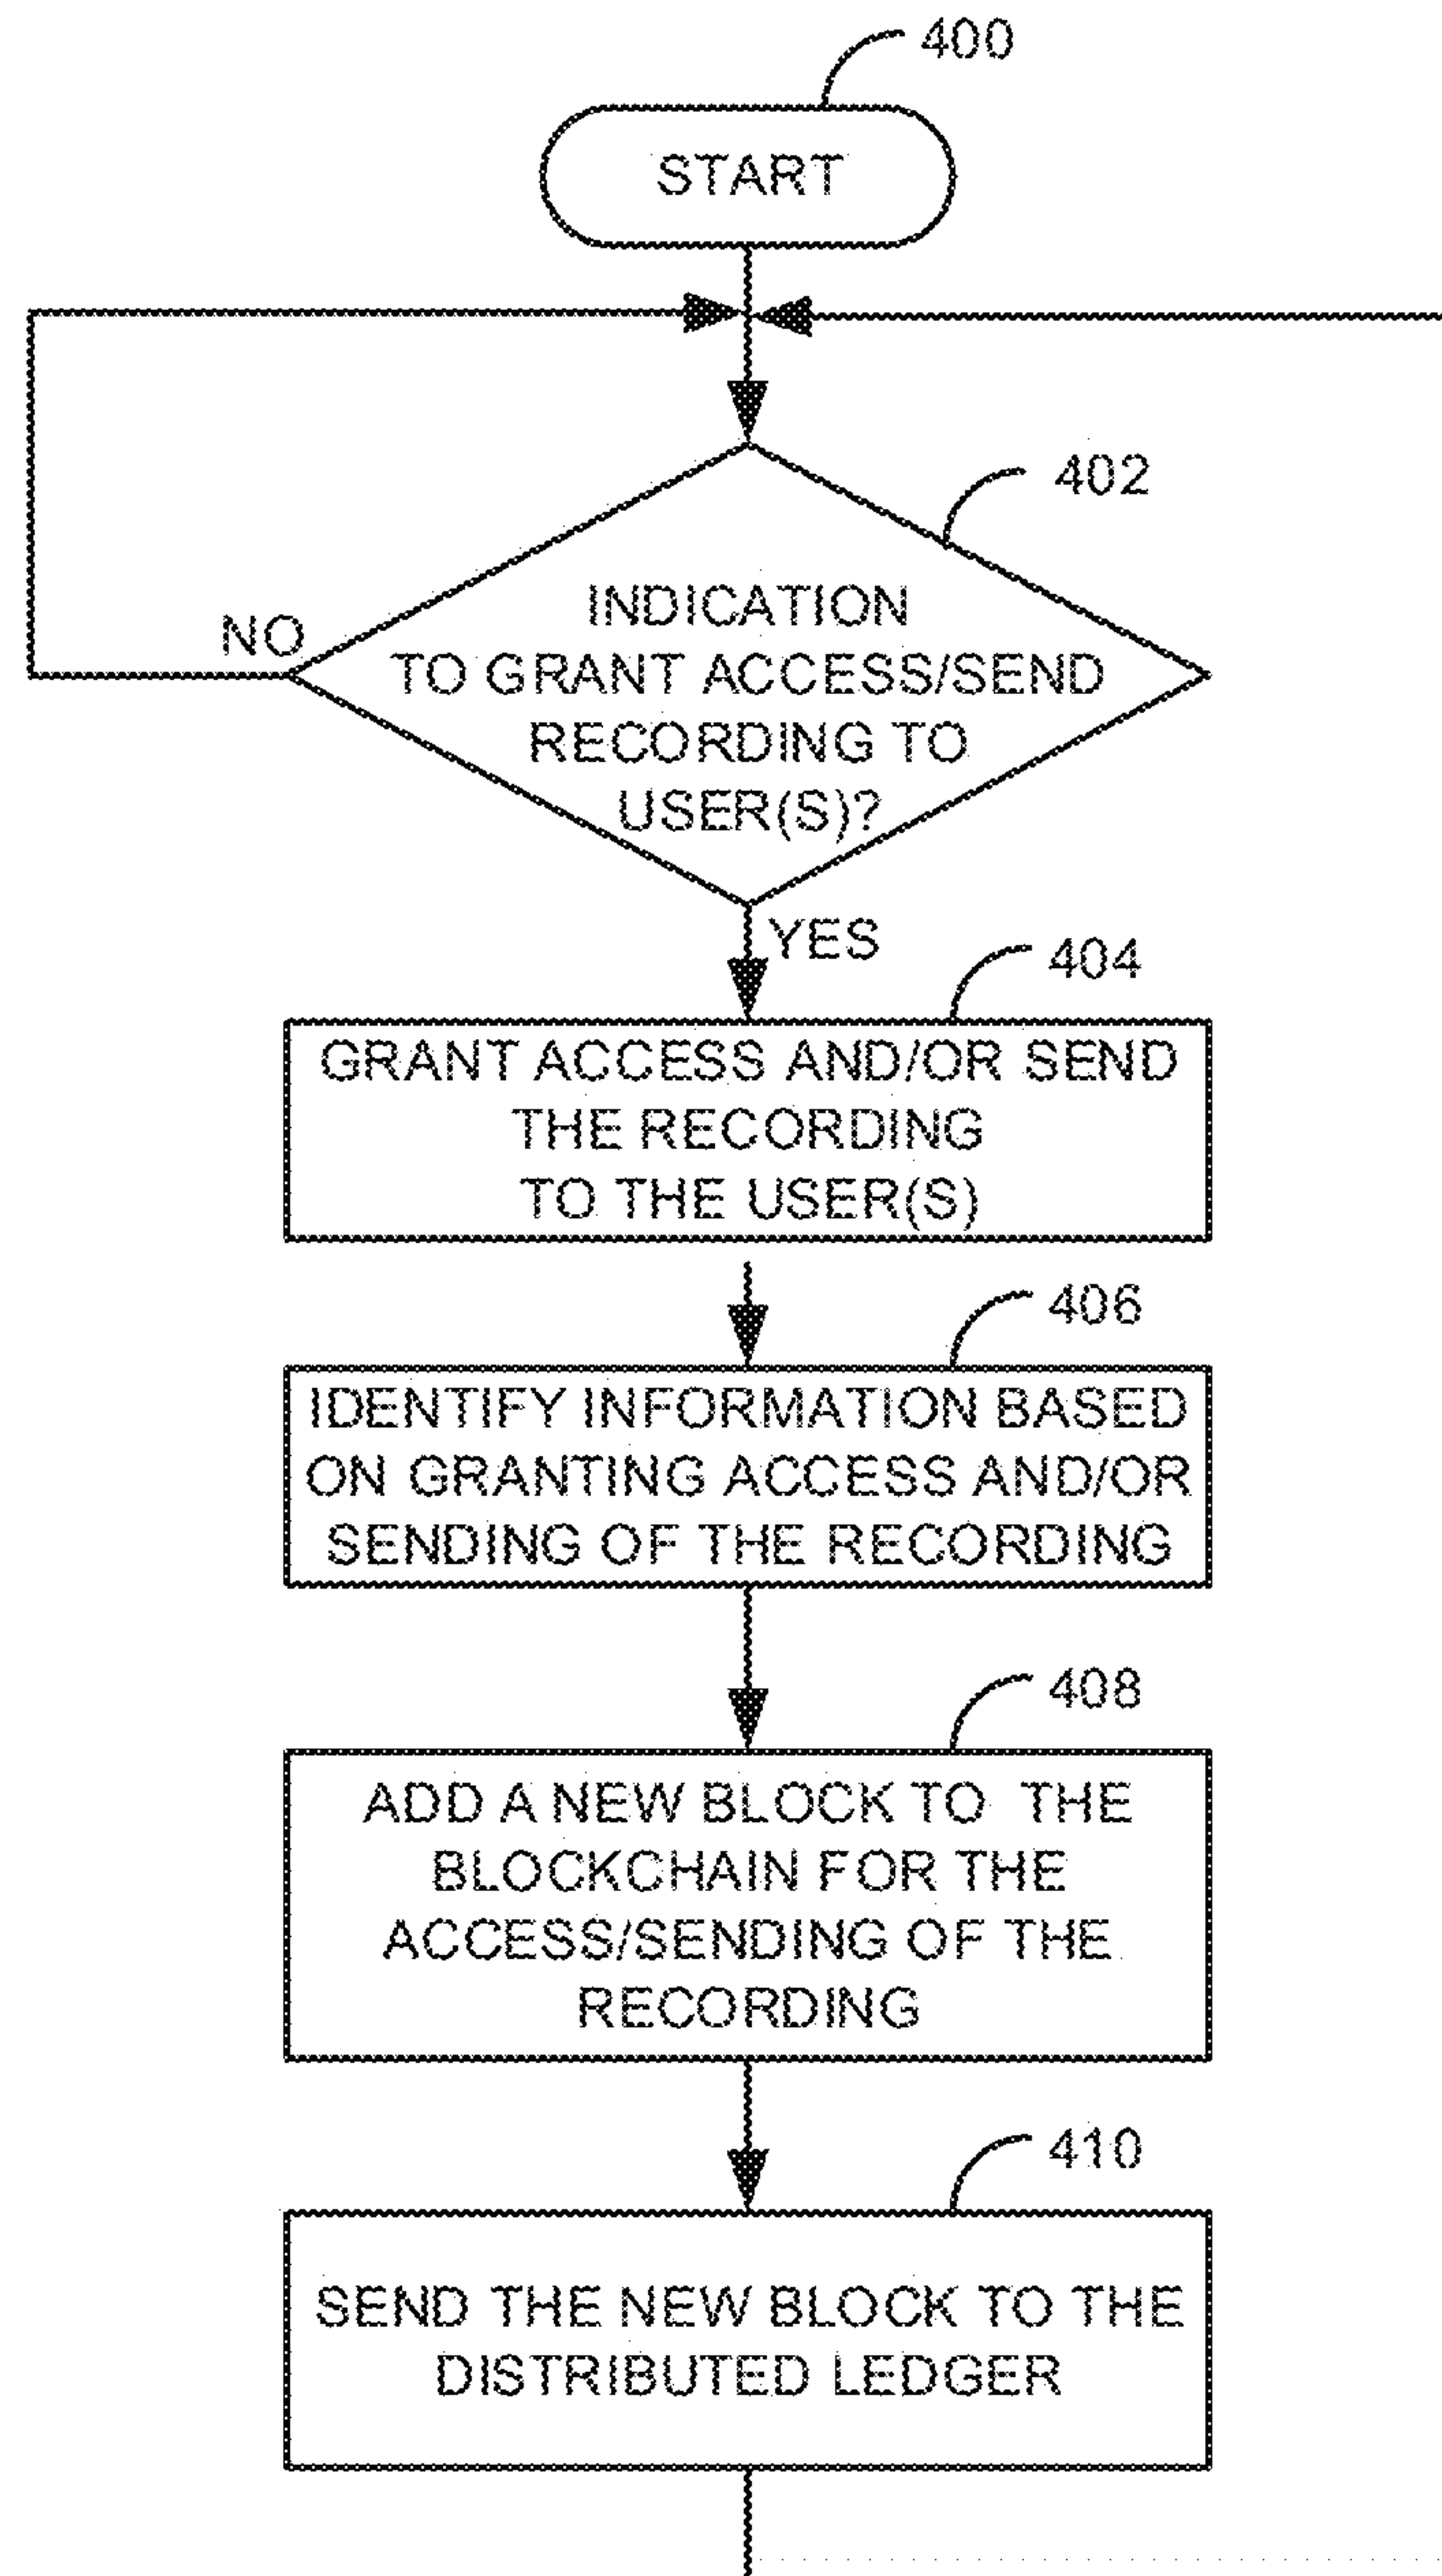 400
START
402
INDICATION
TO GRANT ACCESS/SEND
RECORDING TO
USER(S)?
NO
YES
404
GRANT ACCESS AND/OR SEND
THE RECORDING
TO THE USER(S)
406
IDENTIFY INFORMATION BASED
ON GRANTING ACCESS AND/OR
SENDING OF THE RECORDING
408
ADD A NEW BLOCK TO THE
BLOCKCHAIN FOR THE
ACCESS/SENDING OF THE
RECORDING
410
SEND THE NEW BLOCK TO THE
DISTRIBUTED LEDGER